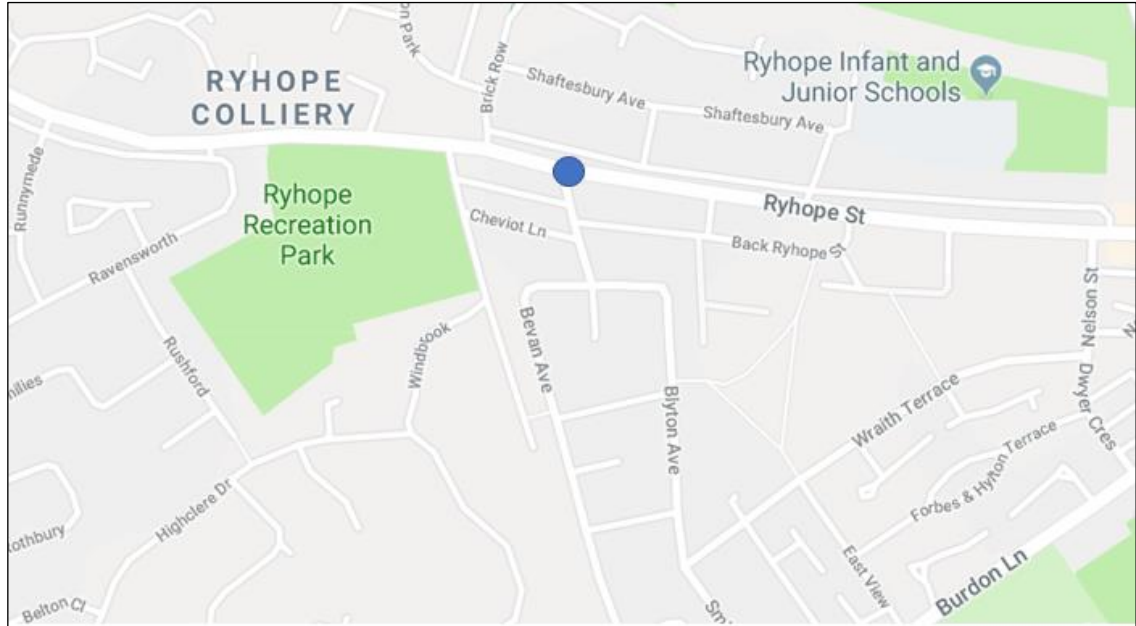 RYHOPE
COLLIERY
Brick Row
Shaftesbury Ave
Shaftesbury Ave
Ryhope Infant and
Junior Schools
Runnymede
Ryhope
Recreation
Park
Ravensworth
Cheviot Ln
Ryhope St
Back Ryhope St
Nelson St
Rushford
Windbrook
Bevan Ave
Blyton Ave
Wraith Terrace
Dwyer Cres
Forbes & Hylton Terrace
Highclere Dr
East View
Burdon Ln
Belton Cl